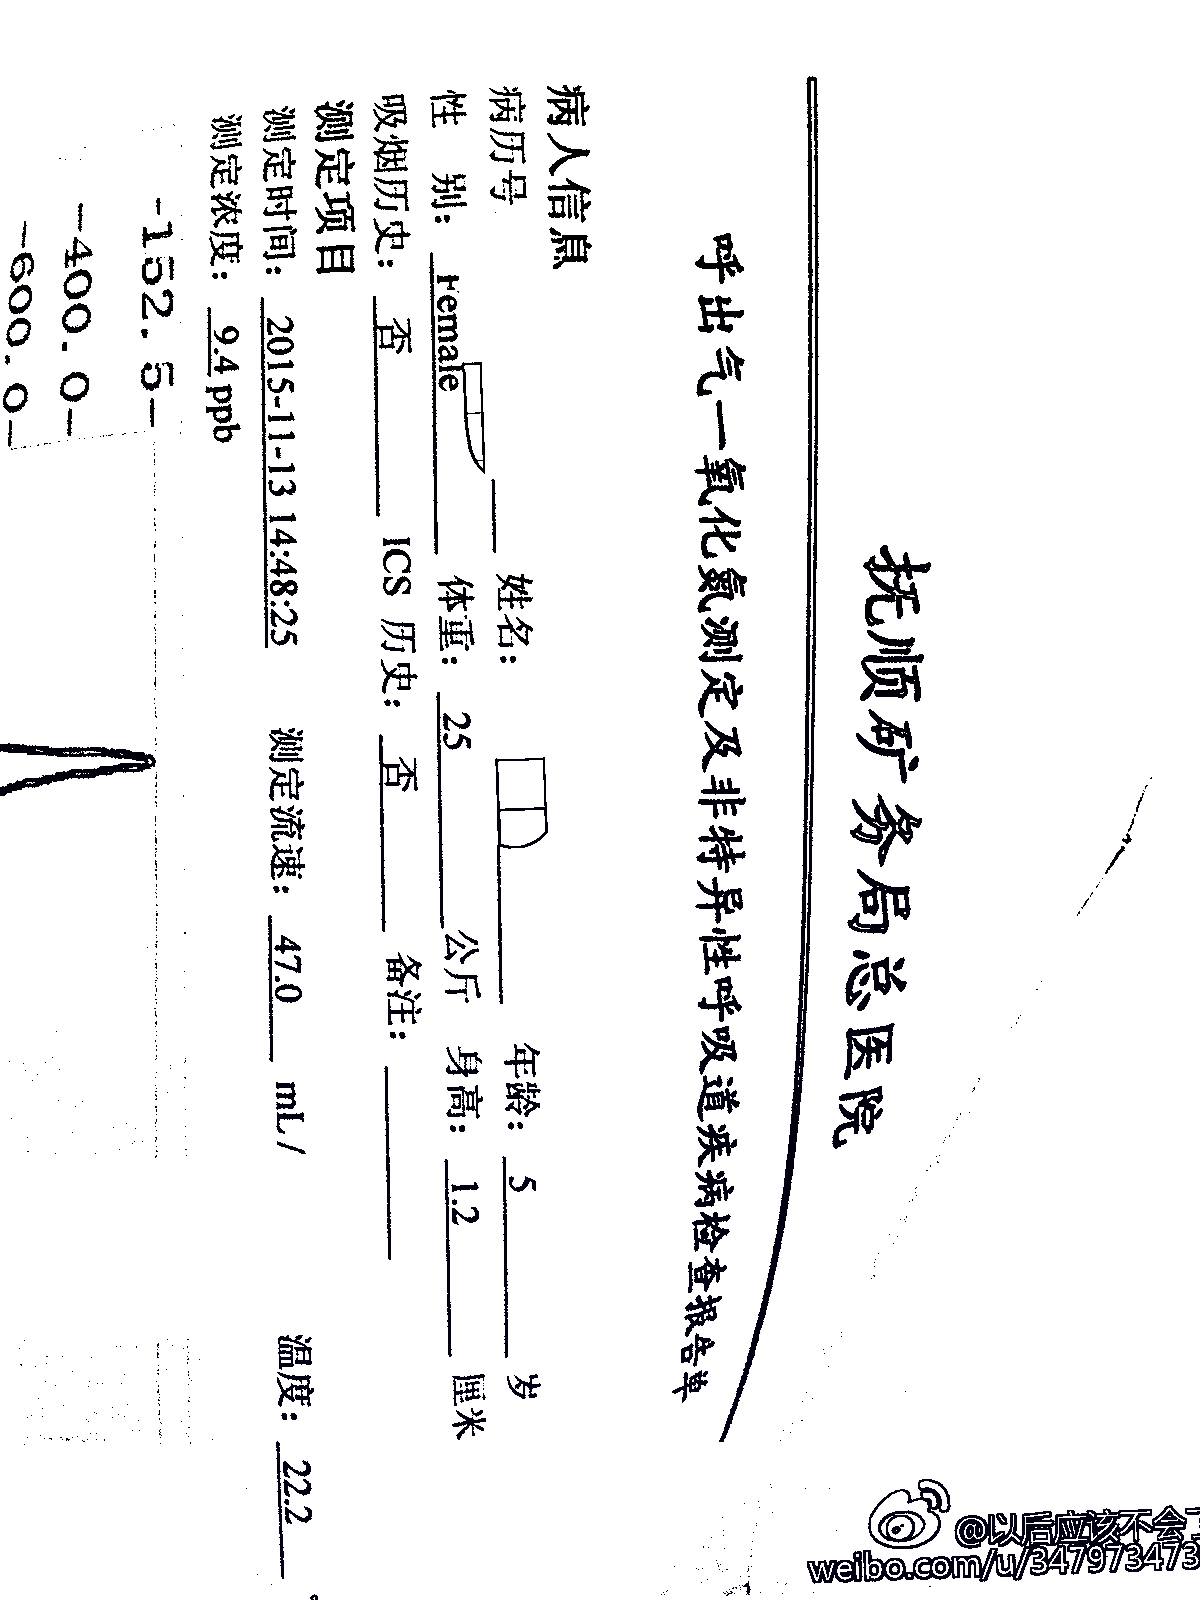 抚顺矿务局总医院
呼出气一氧化氮测定及非特异性呼吸道疾病检查报告单
病人信息
病历号 姓名: 年龄: 5 岁
性 别: Female 体重: 25 公斤 身高: 1.2 厘米
吸烟历史: 否 ICS 历史: 否 备注:
测定项目
测定时间: 2015-11-13 14:48:25 测定流速: 47.0 mL/ 温度: 22.2
测定浓度: 9.4 ppb
-152.5-
-400.0-
-600.0-
@以后应该不会了
weibo.com/u/347973473